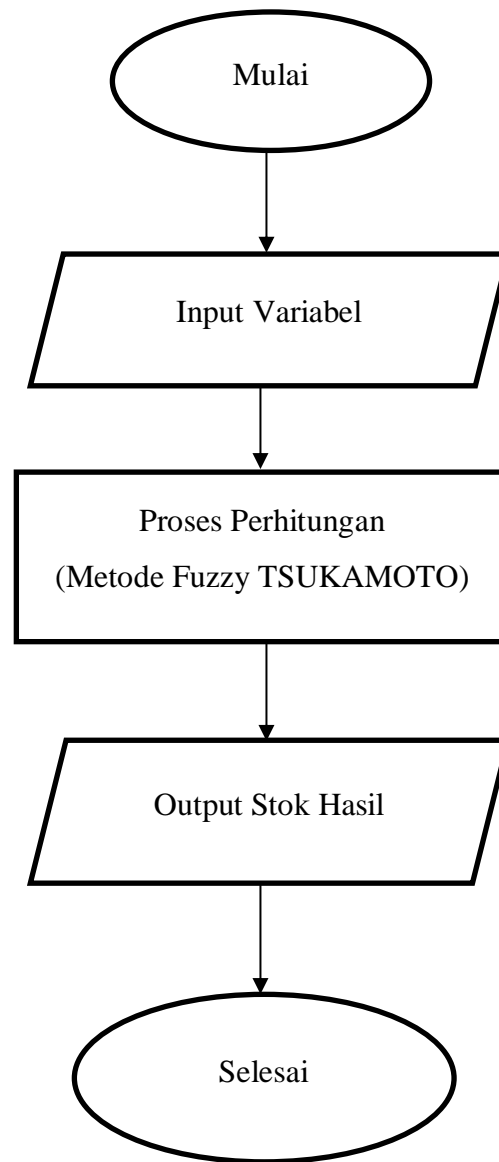 Mulai
Input Variabel
Proses Perhitungan
(Metode Fuzzy TSUKAMOTO)
Output Stok Hasil
Selesai